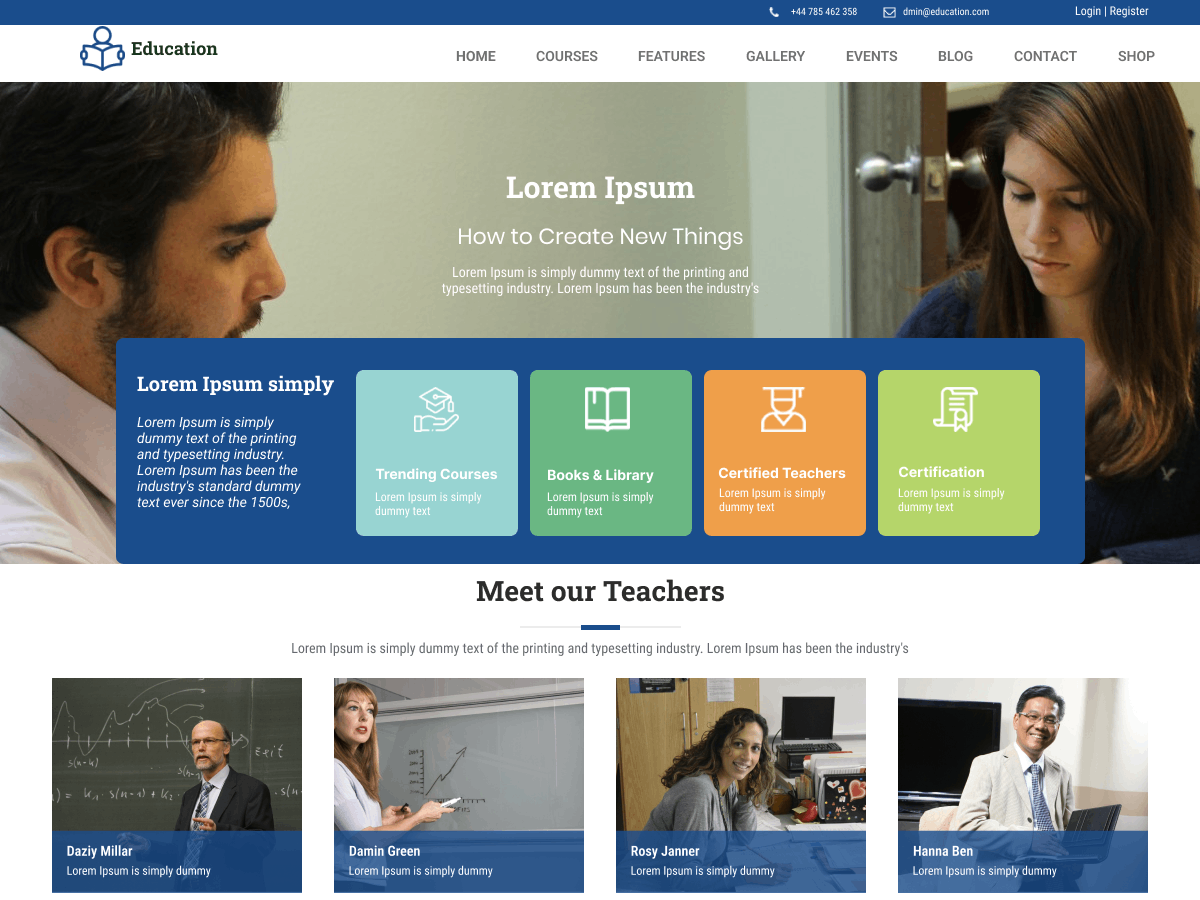 +44 785 462 358
dmin@education.com
Login | Register
Education
HOME COURSES FEATURES GALLERY EVENTS BLOG CONTACT SHOP
Lorem Ipsum
How to Create New Things
Lorem Ipsum is simply dummy text of the printing and
typesetting industry. Lorem Ipsum has been the industry's
Lorem Ipsum simply
Lorem Ipsum is simply
dummy text of the printing
and typesetting industry.
Lorem Ipsum has been the
industry's standard dummy
text ever since the 1500s,
Trending Courses
Lorem Ipsum is simply
dummy text
Books & Library
Lorem Ipsum is simply
dummy text
Certified Teachers
Lorem Ipsum is simply
dummy text
Certification
Lorem Ipsum is simply
dummy text
Meet our Teachers
Lorem Ipsum is simply dummy text of the printing and typesetting industry. Lorem Ipsum has been the industry's
Exit
Daziy Millar
Lorem Ipsum is simply dummy
Damin Green
Lorem Ipsum is simply dummy
Rosy Janner
Lorem Ipsum is simply dummy
Hanna Ben
Lorem Ipsum is simply dummy